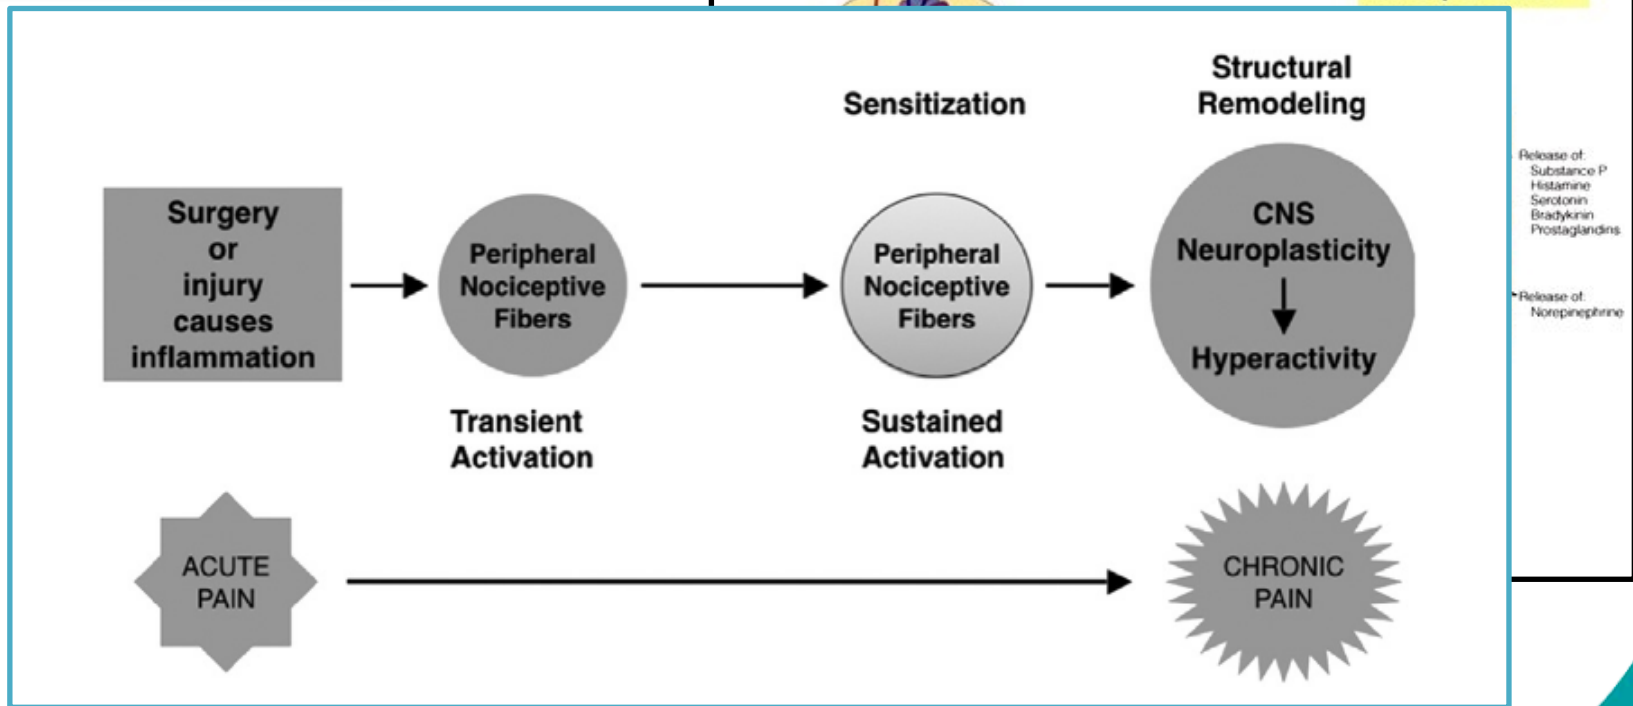 Structural
Remodeling
Sensitization
Surgery
or
injury
causes
inflammation
Peripheral
Nociceptive
Fibers
Peripheral
Nociceptive
Fibers
CNS
Neuroplasticity
Hyperactivity
Transient
Activation
Sustained
Activation
ACUTE
PAIN
CHRONIC
PAIN
Release of:
Substance P
Histamine
Serotonin
Bradykinin
Prostaglandins
Release of:
Norepinephrine